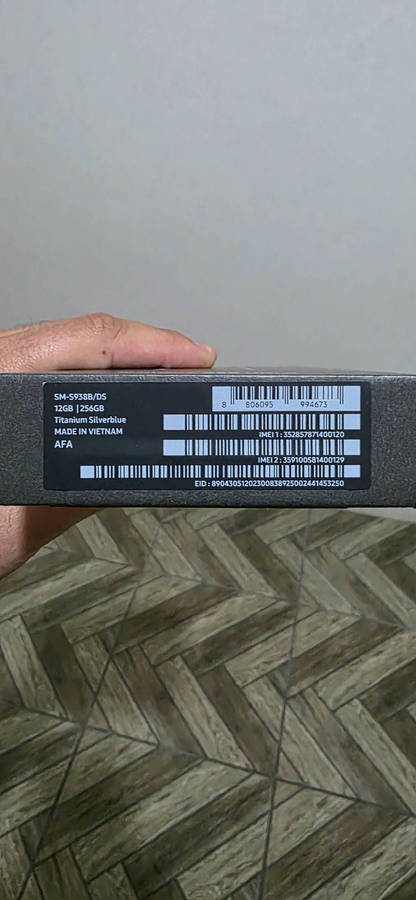 SM-S938B/DS
12GB | 256GB
Titanium Silverblue
MADE IN VIETNAM
AFA
8 806095 994673
IMEI 1 : 352857871400120
IMEI 2 : 359100581400129
EID : 89043051202300838925002441453250